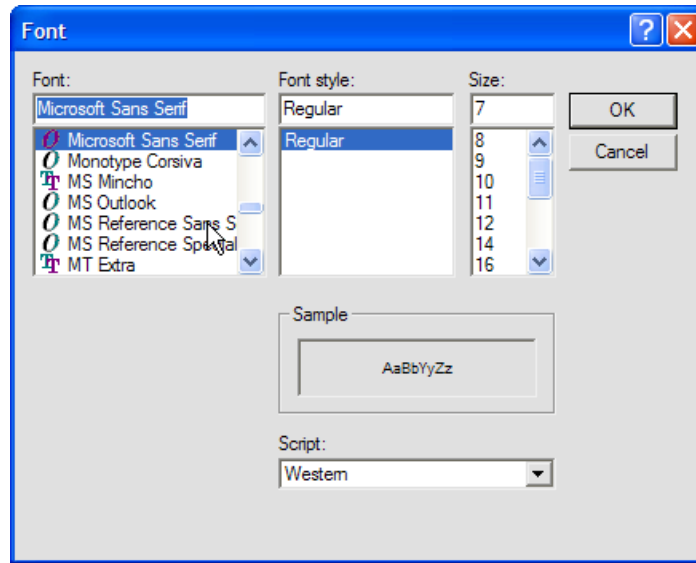 Font
?
X
Font:
Font style:
Size:
Microsoft Sans Serif
Regular
7
OK
Cancel
Microsoft Sans Serif
Monotype Corsiva
MS Mincho
MS Outlook
MS Reference Sans S
MS Reference Special
MT Extra
Regular
8
9
10
11
12
14
16
Sample
AaBbYyZz
Script:
Western